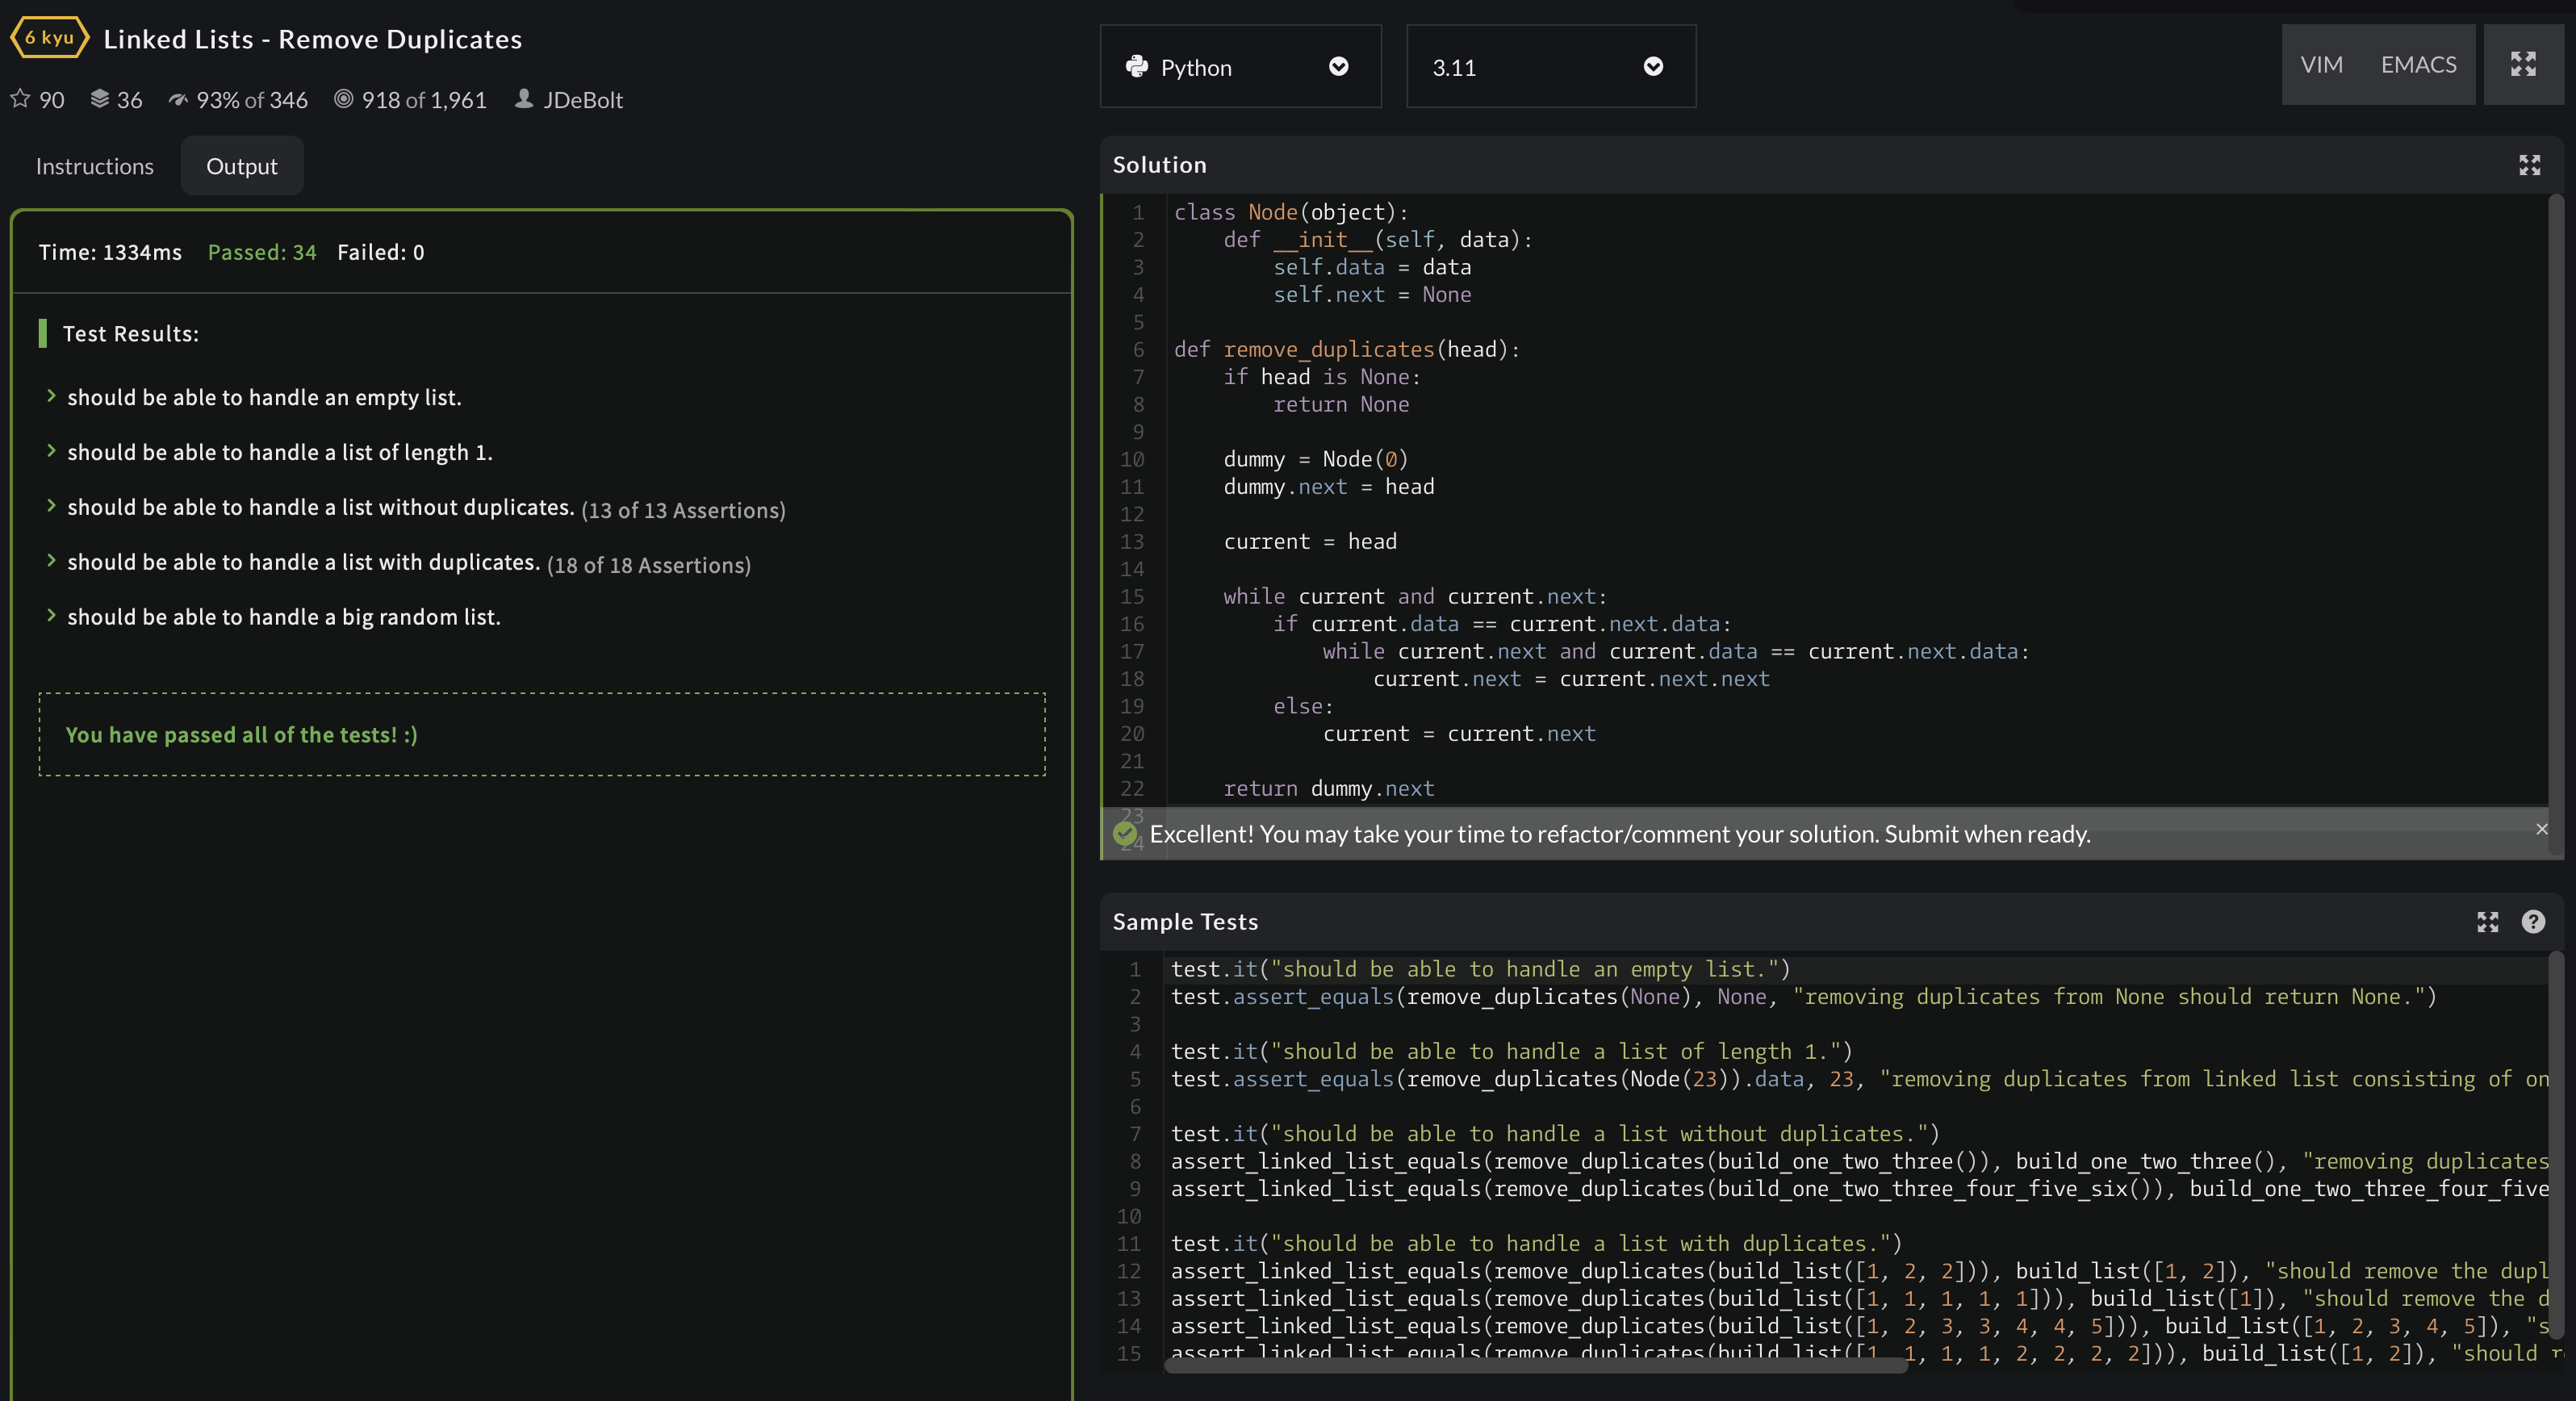 6 kyu Linked Lists - Remove Duplicates
90 36 93% of 346 918 of 1,961 JDeBolt
Instructions Output
Time: 1334ms Passed: 34 Failed: 0
Test Results:
should be able to handle an empty list.
should be able to handle a list of length 1.
should be able to handle a list without duplicates. (13 of 13 Assertions)
should be able to handle a list with duplicates. (18 of 18 Assertions)
should be able to handle a big random list.
You have passed all of the tests! :)
Python 3.11 VIM EMACS
Solution
1 class Node(object):
2     def __init__(self, data):
3         self.data = data
4         self.next = None
5
6 def remove_duplicates(head):
7     if head is None:
8         return None
9
10     dummy = Node(0)
11     dummy.next = head
12
13     current = head
14
15     while current and current.next:
16         if current.data == current.next.data:
17             while current.next and current.data == current.next.data:
18                 current.next = current.next.next
19         else:
20             current = current.next
21
22     return dummy.next
23
24
Excellent! You may take your time to refactor/comment your solution. Submit when ready.
Sample Tests
1 test.it("should be able to handle an empty list.")
2 test.assert_equals(remove_duplicates(None), None, "removing duplicates from None should return None.")
3
4 test.it("should be able to handle a list of length 1.")
5 test.assert_equals(remove_duplicates(Node(23)).data, 23, "removing duplicates from linked list consisting of on
6
7 test.it("should be able to handle a list without duplicates.")
8 assert_linked_list_equals(remove_duplicates(build_one_two_three()), build_one_two_three(), "removing duplicates
9 assert_linked_list_equals(remove_duplicates(build_one_two_three_four_five_six()), build_one_two_three_four_five
10
11 test.it("should be able to handle a list with duplicates.")
12 assert_linked_list_equals(remove_duplicates(build_list([1, 2, 2])), build_list([1, 2]), "should remove the dupl
13 assert_linked_list_equals(remove_duplicates(build_list([1, 1, 1, 1, 1])), build_list([1]), "should remove the d
14 assert_linked_list_equals(remove_duplicates(build_list([1, 2, 3, 3, 4, 4, 5])), build_list([1, 2, 3, 4, 5]), "s
15 assert_linked_list_equals(remove_duplicates(build_list([1, 1, 1, 1, 2, 2, 2, 2])), build_list([1, 2]), "should r